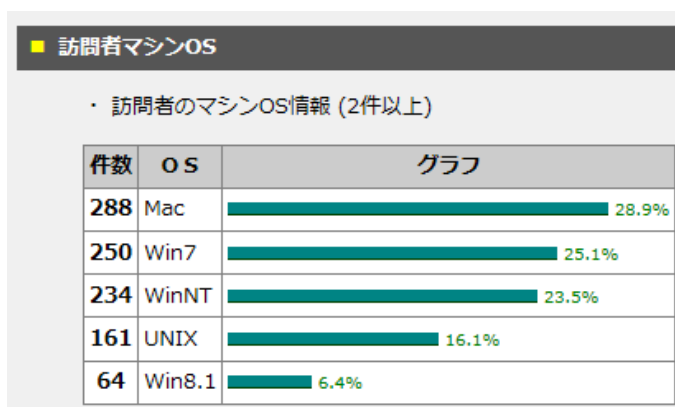 ■ 訪問者マシンOS
・ 訪問者のマシンOS情報 (2件以上)
件数 O S グラフ
288 Mac 28.9%
250 Win7 25.1%
234 WinNT 23.5%
161 UNIX 16.1%
64 Win8.1 6.4%